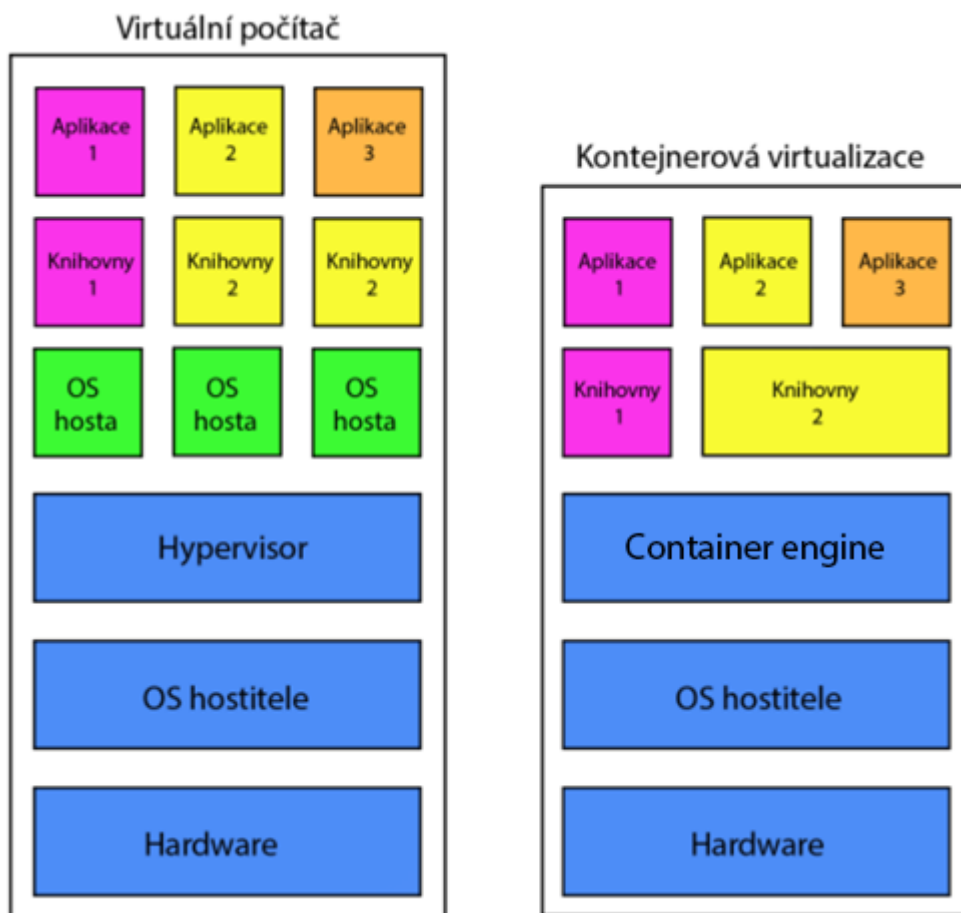 Virtuální počítač
Aplikace
1
Aplikace
2
Aplikace
3
Knihovny
1
Knihovny
2
Knihovny
2
OS
hosta
OS
hosta
OS
hosta
Hypervisor
OS hostitele
Hardware
Kontejnerová virtualizace
Aplikace
1
Aplikace
2
Aplikace
3
Knihovny
1
Knihovny
2
Container engine
OS hostitele
Hardware